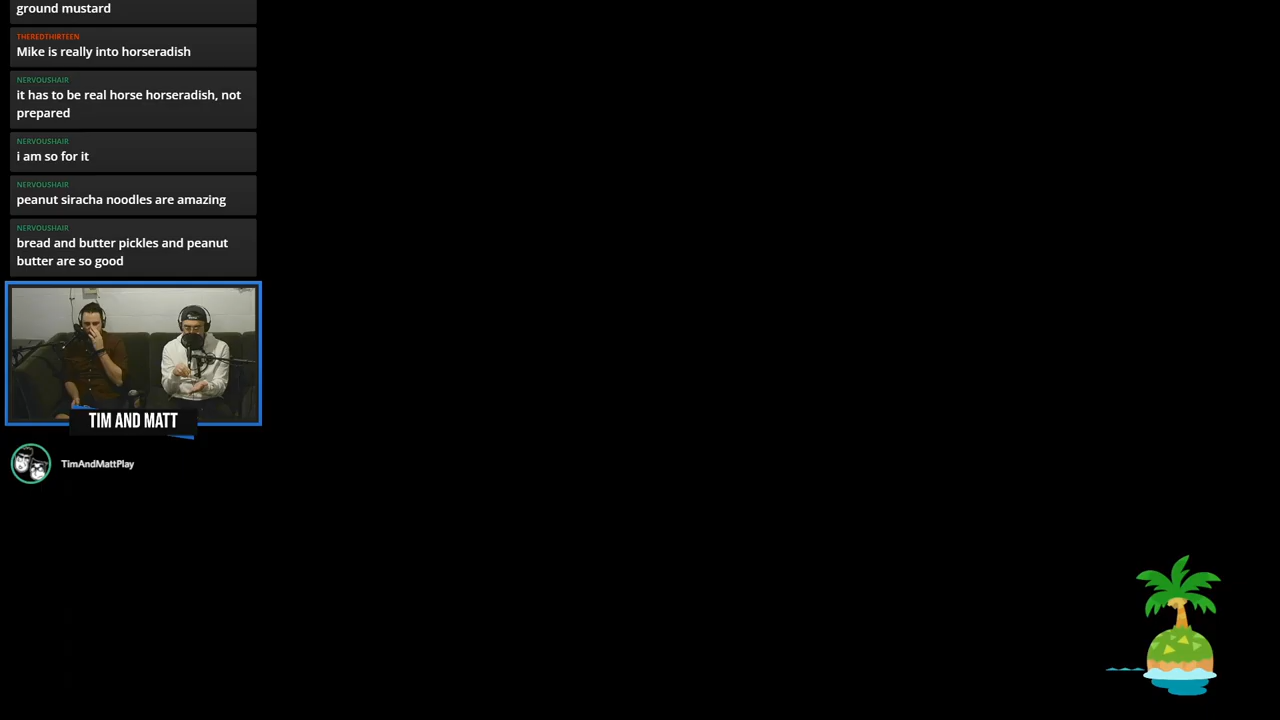 ground mustard
THEREDTHIRTEEN
Mike is really into horseradish
NERVOUSHAIR
it has to be real horse horseradish, not
prepared
NERVOUSHAIR
i am so for it
NERVOUSHAIR
peanut siracha noodles are amazing
NERVOUSHAIR
bread and butter pickles and peanut
butter are so good
TIM AND MATT
TimAndMattPlay